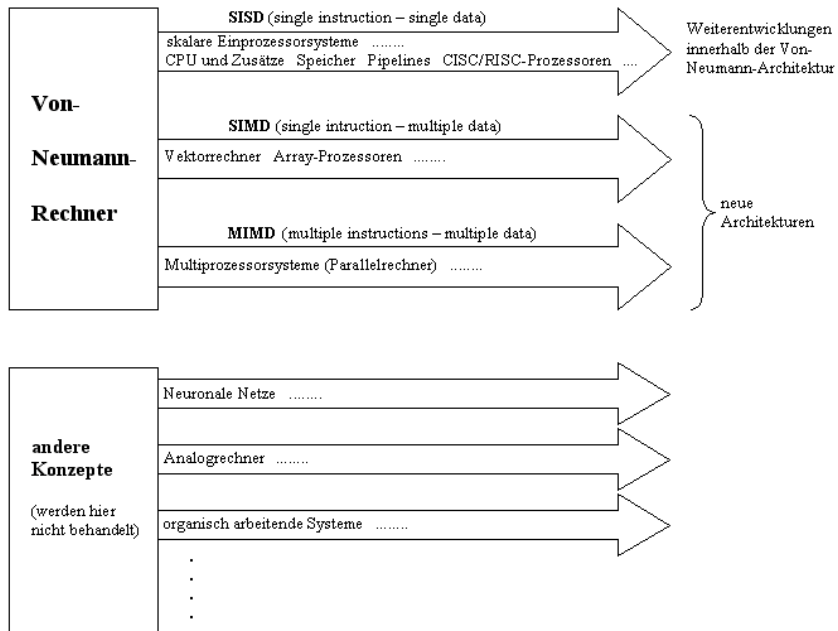 Von-
Neumann-
Rechner
SISD (single instruction – single data)
skalare Einprozessorsysteme ........
CPU und Zusätze Speicher Pipelines CISC/RISC-Prozessoren ....
Weiterentwicklungen
innerhalb der Von-
Neumann-Architektur
SIMD (single intruction – multiple data)
Vektorrechner Array-Prozessoren ........
MIMD (multiple instructions – multiple data)
Multiprozessorsysteme (Parallelrechner) ........
neue
Architekturen
andere
Konzepte
(werden hier
nicht behandelt)
Neuronale Netze ........
Analogrechner ........
organisch arbeitende Systeme ........
.
.
.
.